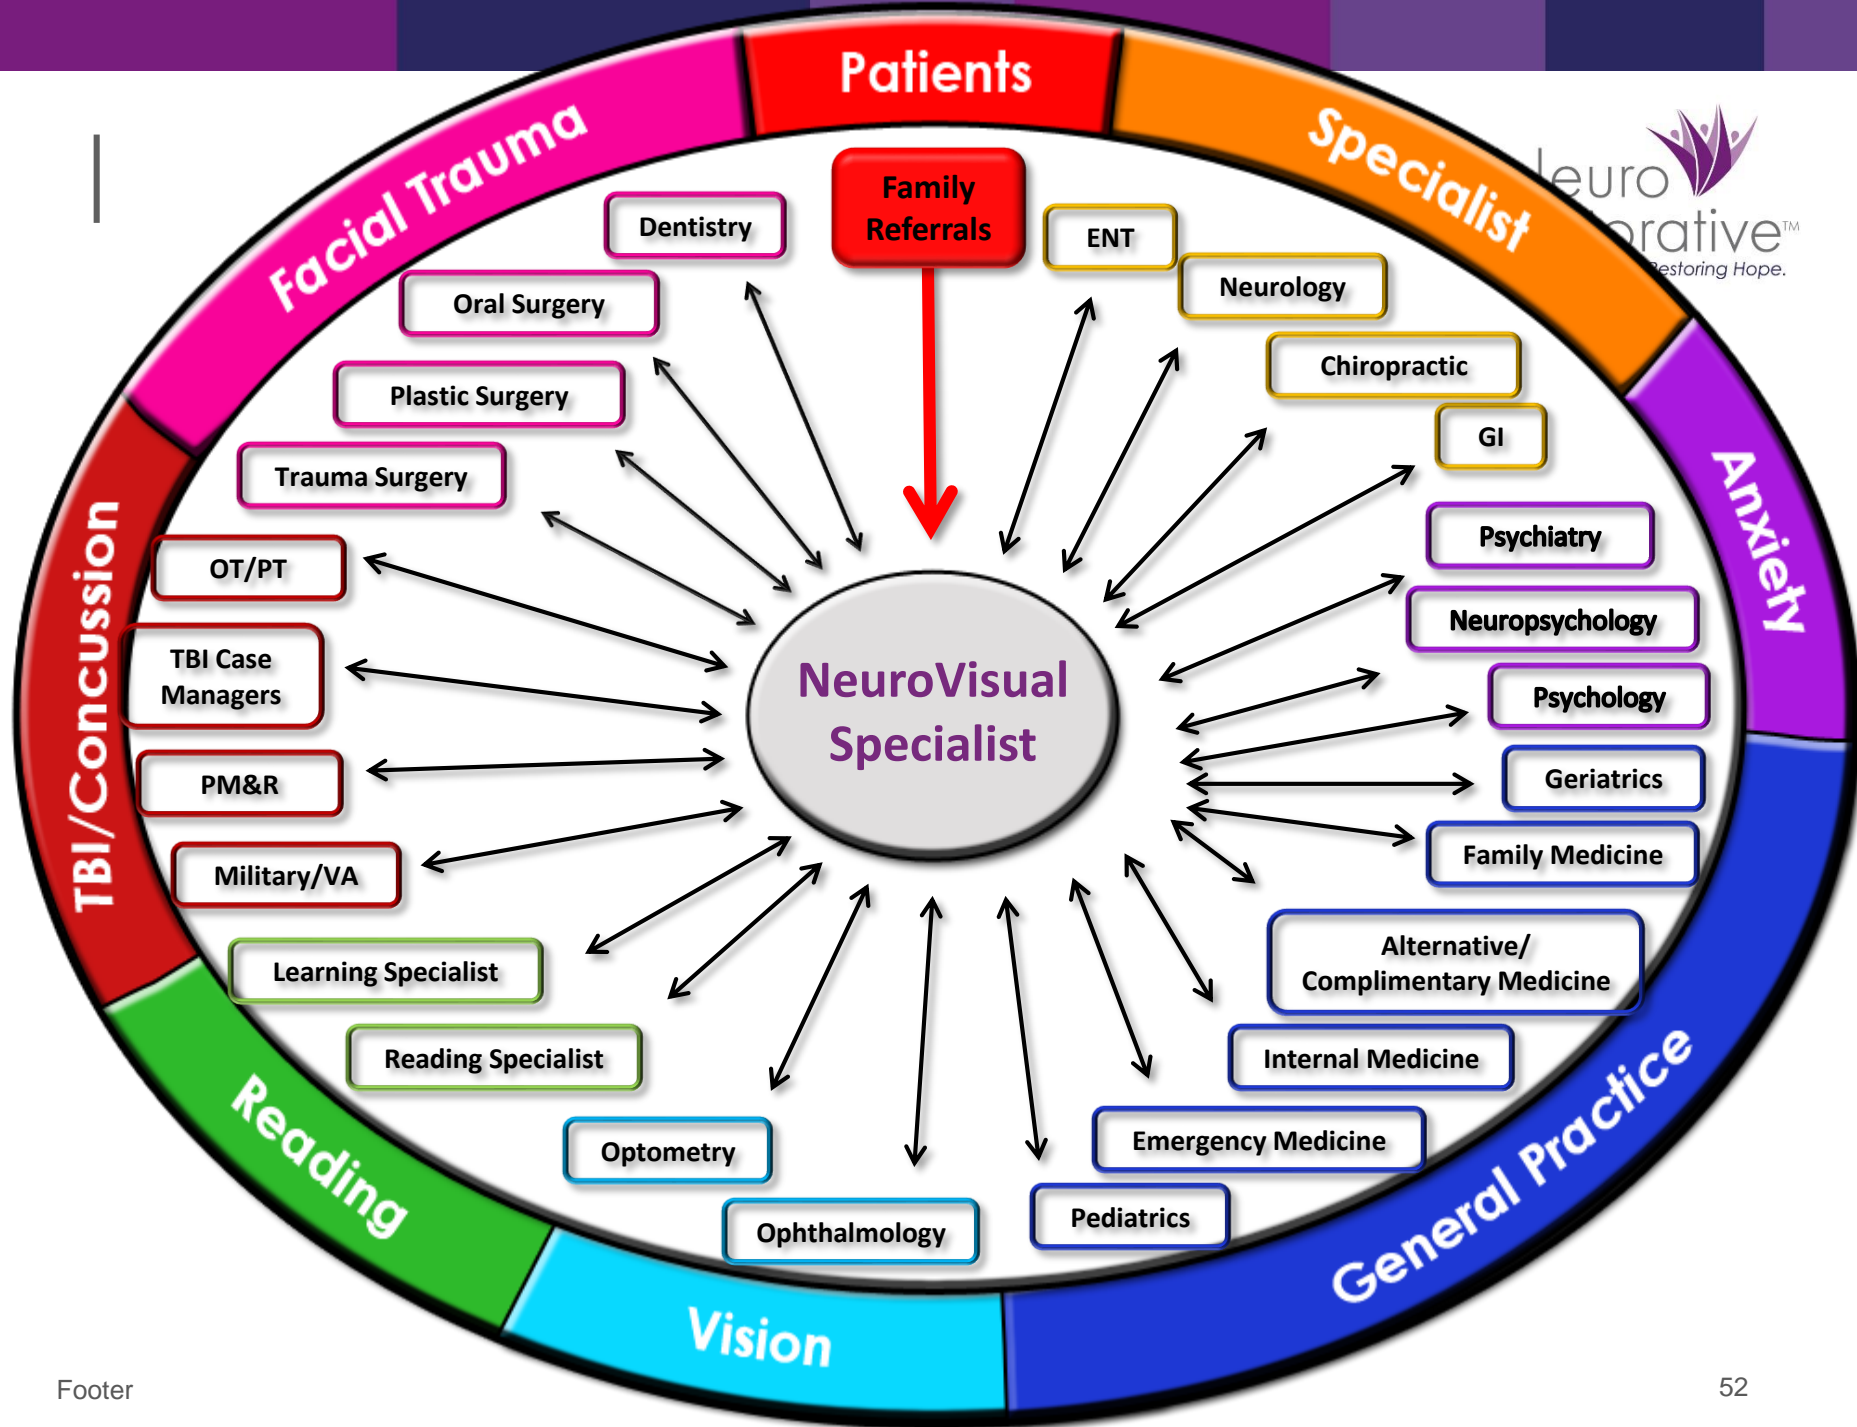 Patients
Specialist
Anxiety
General Practice
Vision
Reading
TBI/Concussion
Facial Trauma
euro
orative™
Restoring Hope.
Family
Referrals
ENT
Neurology
Chiropractic
GI
Psychiatry
Neuropsychology
Psychology
Geriatrics
Family Medicine
Alternative/
Complimentary Medicine
Internal Medicine
Emergency Medicine
Pediatrics
Ophthalmology
Optometry
Reading Specialist
Learning Specialist
Military/VA
PM&R
TBI Case
Managers
OT/PT
Trauma Surgery
Plastic Surgery
Oral Surgery
Dentistry
NeuroVisual
Specialist
Footer
52